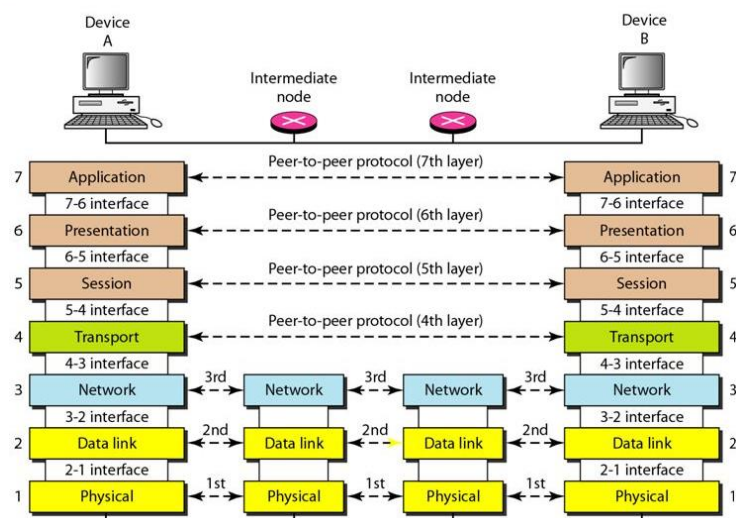 Device
A
Device
B
Intermediate
node
Intermediate
node
Peer-to-peer protocol (7th layer)
7 Application Application 7
7-6 interface 7-6 interface
Peer-to-peer protocol (6th layer)
6 Presentation Presentation 6
6-5 interface 6-5 interface
Peer-to-peer protocol (5th layer)
5 Session Session 5
5-4 interface 5-4 interface
Peer-to-peer protocol (4th layer)
4 Transport Transport 4
4-3 interface 4-3 interface
3 Network 3rd Network 3rd Network 3rd Network 3
3-2 interface 3-2 interface
2 Data link 2nd Data link 2nd Data link 2nd Data link 2
2-1 interface 2-1 interface
1 Physical 1st Physical 1st Physical 1st Physical 1